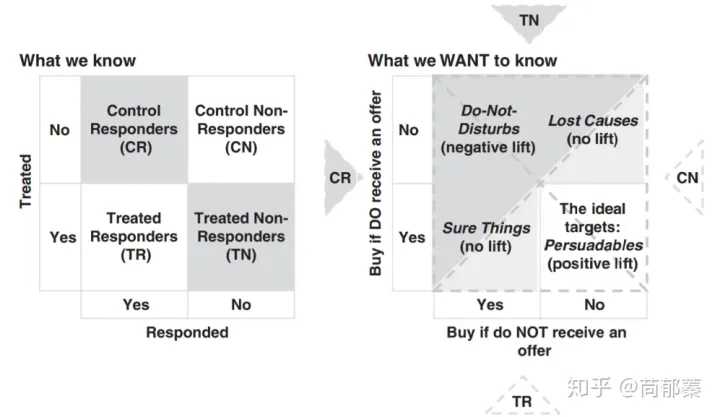 TN
What we know
What we WANT to know
Treated
No
Control
Responders
(CR)
Control Non-
Responders
(CN)
Yes
Treated
Responders
(TR)
Treated Non-
Responders
(TN)
Yes
No
Responded
CR
Buy if DO receive an offer
No
Do-Not-
Disturbs
(negative lift)
Lost Causes
(no lift)
Yes
Sure Things
(no lift)
The ideal
targets:
Persuadables
(positive lift)
Yes
No
Buy if do NOT receive an
offer
CN
TR
知乎 @茼郁蓁